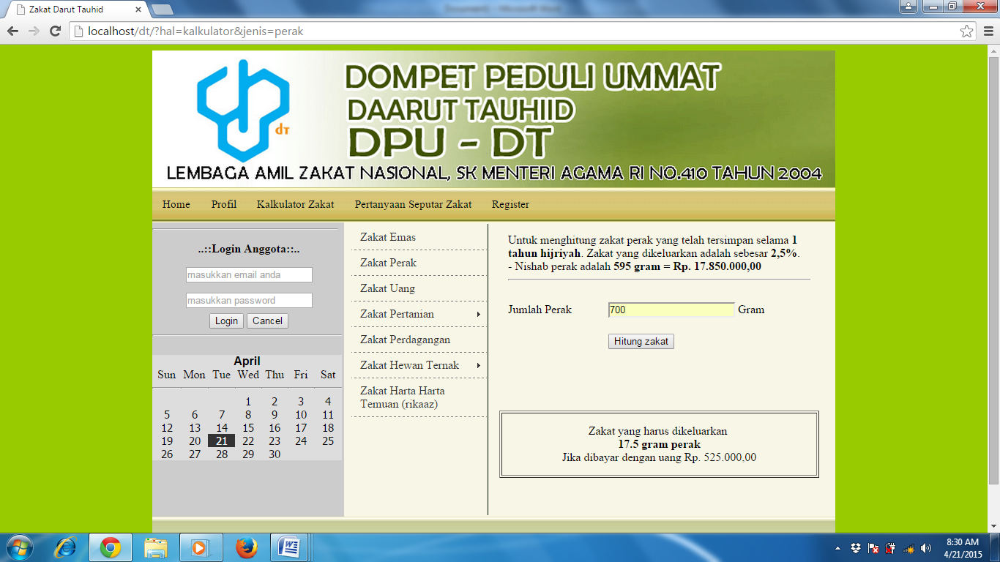 Zakat Darut Tauhid
localhost/dt/?hal=kalkulator&jenis=perak
DOMPET PEDULI UMMAT
DAARUT TAUHIID
DPU - DT
dt
LEMBAGA AMIL ZAKAT NASIONAL, SK MENTERI AGAMA RI NO.410 TAHUN 2004
Home Profil Kalkulator Zakat Pertanyaan Seputar Zakat Register
..::Login Anggota::..
masukkan email anda
masukkan password
Login Cancel
April
Sun Mon Tue Wed Thu Fri Sat
1 2 3 4
5 6 7 8 9 10 11
12 13 14 15 16 17 18
19 20 21 22 23 24 25
26 27 28 29 30
Zakat Emas
Zakat Perak
Zakat Uang
Zakat Pertanian
Zakat Perdagangan
Zakat Hewan Ternak
Zakat Harta Harta
Temuan (rikaaz)
Untuk menghitung zakat perak yang telah tersimpan selama 1
tahun hijriyah. Zakat yang dikeluarkan adalah sebesar 2,5%.
- Nishab perak adalah 595 gram = Rp. 17.850.000,00
Jumlah Perak 700 Gram
Hitung zakat
Zakat yang harus dikeluarkan
17.5 gram perak
Jika dibayar dengan uang Rp. 525.000,00
8:30 AM
4/21/2015